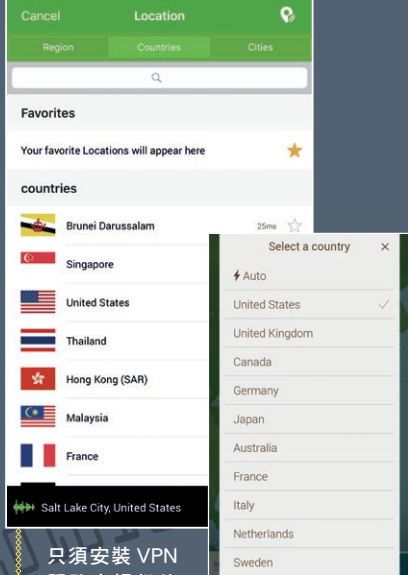 Cancel Location
Region Countries Cities
Favorites
Your favorite Locations will appear here
countries
Brunei Darussalam 25ms
Singapore
United States
Thailand
Hong Kong (SAR)
Malaysia
France
Salt Lake City, United States
Select a country ×
Auto
United States
United Kingdom
Canada
Germany
Japan
Australia
France
Italy
Netherlands
Sweden
只須安裝 VPN